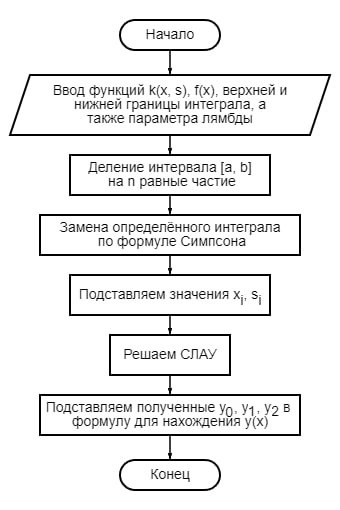 Начало
Ввод функций k(x, s), f(x), верхней и
нижней границы интеграла, а
также параметра лямбды
Деление интервала [a, b]
на n равные частие
Замена определённого интеграла
по формуле Симпсона
Подставляем значения xi, si
Решаем СЛАУ
Подставляем полученные y0, y1, y2 в
формулу для нахождения y(x)
Конец